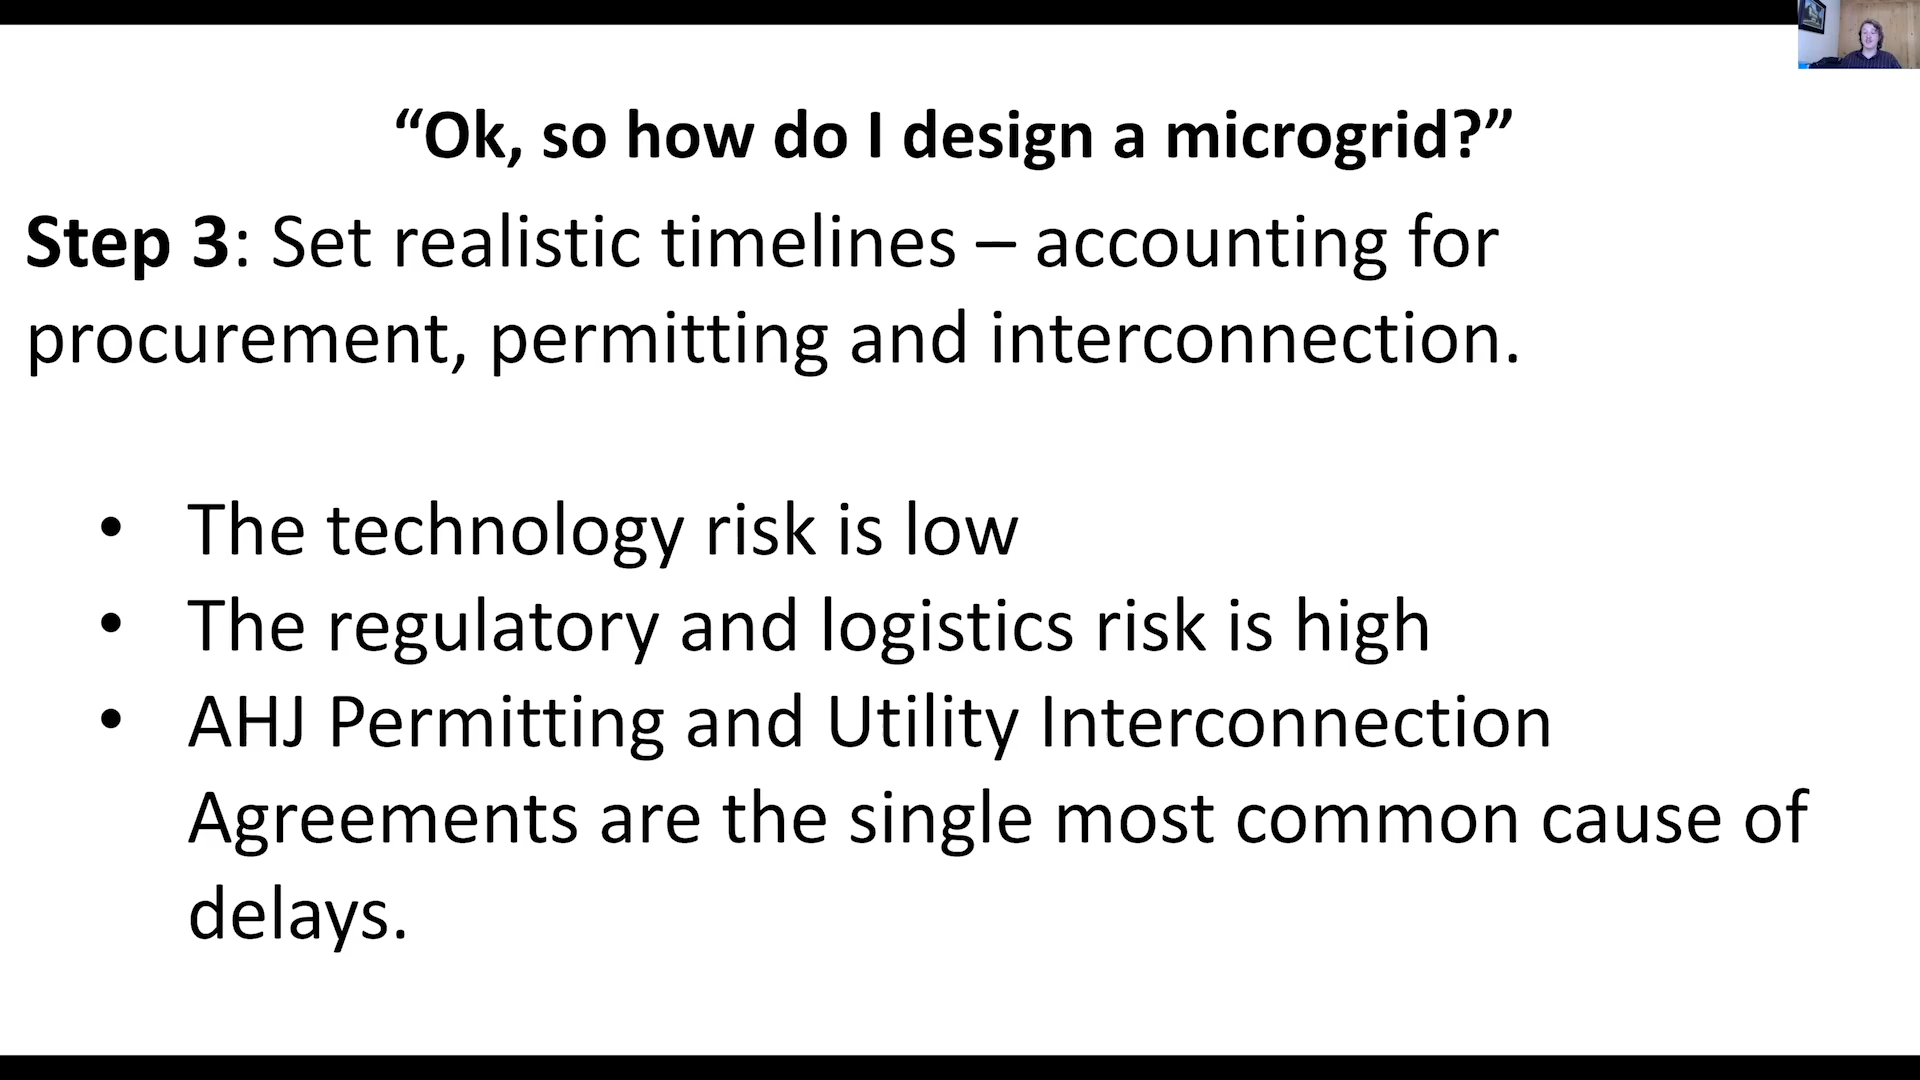 “Ok, so how do I design a microgrid?”
Step 3: Set realistic timelines – accounting for
procurement, permitting and interconnection.
• The technology risk is low
• The regulatory and logistics risk is high
• AHJ Permitting and Utility Interconnection
Agreements are the single most common cause of
delays.